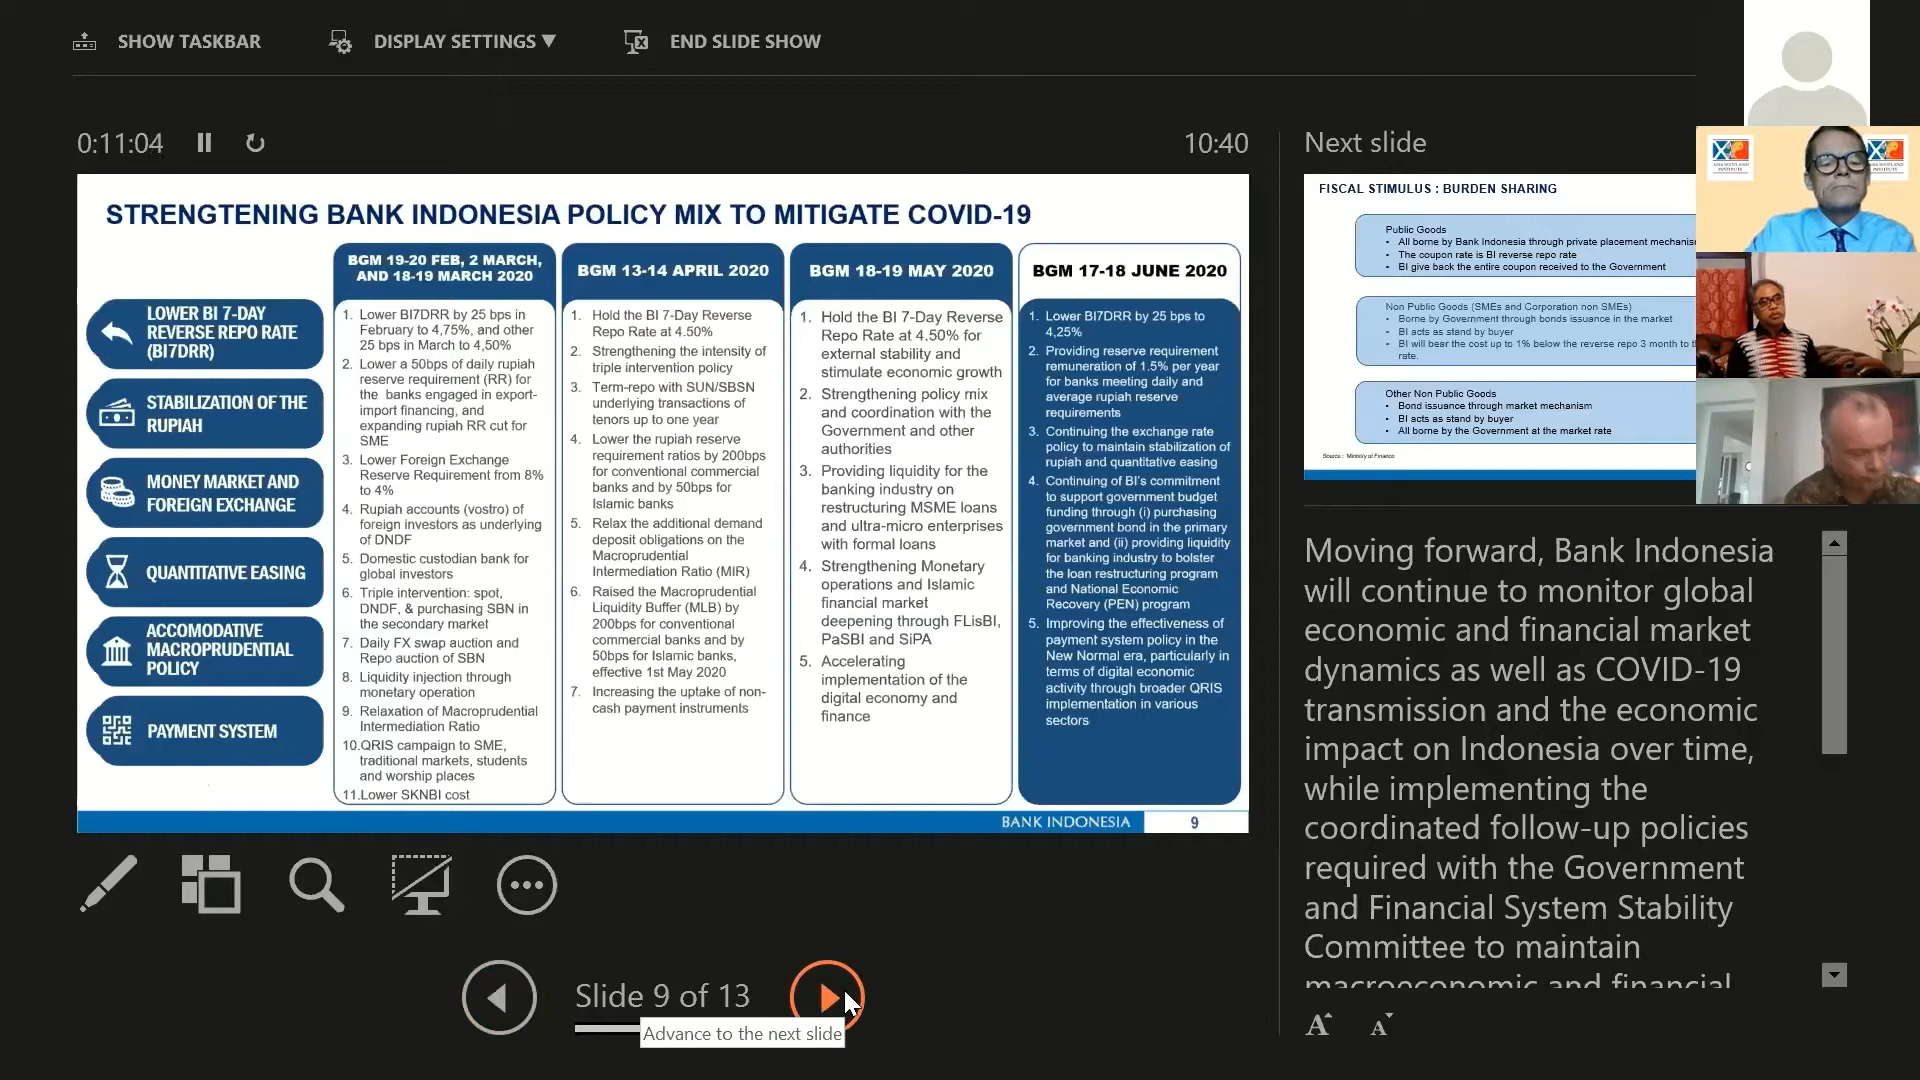 SHOW TASKBAR
DISPLAY SETTINGS ▼
END SLIDE SHOW
0:11:04
10:40
Next slide
STRENGTENING BANK INDONESIA POLICY MIX TO MITIGATE COVID-19
LOWER BI 7-DAY
REVERSE REPO RATE
(BI7DRR)
STABILIZATION OF THE
RUPIAH
MONEY MARKET AND
FOREIGN EXCHANGE
QUANTITATIVE EASING
ACCOMODATIVE
MACROPRUDENTIAL
POLICY
PAYMENT SYSTEM
BGM 19-20 FEB, 2 MARCH,
AND 18-19 MARCH 2020
1. Lower BI7DRR by 25 bps in
February to 4,75%, and other
25 bps in March to 4,50%
2. Lower a 50bps of daily rupiah
reserve requirement (RR) for
the banks engaged in export-
import financing, and
expanding rupiah RR cut for
SME
3. Lower Foreign Exchange
Reserve Requirement from 8%
to 4%
4. Rupiah accounts (vostro) of
foreign investors as underlying
of DNDF
5. Domestic custodian bank for
global investors
6. Triple intervention: spot,
DNDF, & purchasing SBN in
the secondary market
7. Daily FX swap auction and
Repo auction of SBN
8. Liquidity injection through
monetary operation
9. Relaxation of Macroprudential
Intermediation Ratio
10.QRIS campaign to SME,
traditional markets, students
and worship places
11.Lower SKNBI cost
BGM 13-14 APRIL 2020
1. Hold the BI 7-Day Reverse
Repo Rate at 4.50%
2. Strengthening the intensity of
triple intervention policy
3. Term-repo with SUN/SBSN
underlying transactions of
tenors up to one year
4. Lower the rupiah reserve
requirement ratios by 200bps
for conventional commercial
banks and by 50bps for
Islamic banks
5. Relax the additional demand
deposit obligations on the
Macroprudential
Intermediation Ratio (MIR)
6. Raised the Macroprudential
Liquidity Buffer (MLB) by
200bps for conventional
commercial banks and by
50bps for Islamic banks,
effective 1st May 2020
7. Increasing the uptake of non-
cash payment instruments
BGM 18-19 MAY 2020
1. Hold the BI 7-Day Reverse
Repo Rate at 4.50% for
external stability and
stimulate economic growth
2. Strengthening policy mix
and coordination with the
Government and other
authorities
3. Providing liquidity for the
banking industry on
restructuring MSME loans
and ultra-micro enterprises
with formal loans
4. Strengthening Monetary
operations and Islamic
financial market
deepening through FLisBI,
PaSBI and SiPA
5. Accelerating
implementation of the
digital economy and
finance
BGM 17-18 JUNE 2020
1. Lower BI7DRR by 25 bps to
4,25%
2. Providing reserve requirement
remuneration of 1.5% per year
for banks meeting daily and
average rupiah reserve
requirements
3. Continuing the exchange rate
policy to maintain stabilization of
rupiah and quantitative easing
4. Continuing of BI's commitment
to support government budget
funding through (i) purchasing
government bond in the primary
market and (ii) providing liquidity
for banking industry to bolster
the loan restructuring program
and National Economic
Recovery (PEN) program
5. Improving the effectiveness of
payment system policy in the
New Normal era, particularly in
terms of digital economic
activity through broader QRIS
implementation in various
sectors
BANK INDONESIA 9
FISCAL STIMULUS : BURDEN SHARING
Public Goods
• All borne by Bank Indonesia through private placement mechanis
• The coupon rate is BI reverse repo rate
• BI give back the entire coupon received to the Government
Non Public Goods (SMEs and Corporation non SMEs)
• Borne by Government through bonds issuance in the market
• BI acts as stand by buyer
• BI will bear the cost up to 1% below the reverse repo 3 month to t
rate.
Other Non Public Goods
• Bond issuance through market mechanism
• BI acts as stand by buyer
• All borne by the Government at the market rate
Source : Ministry of Finance
ASIA SCOTLAND
INSTITUTE
ASIA SCOTLAND
INSTITUTE
Moving forward, Bank Indonesia
will continue to monitor global
economic and financial market
dynamics as well as COVID-19
transmission and the economic
impact on Indonesia over time,
while implementing the
coordinated follow-up policies
required with the Government
and Financial System Stability
Committee to maintain
macroeconomic and financial
Slide 9 of 13
Advance to the next slide
A A